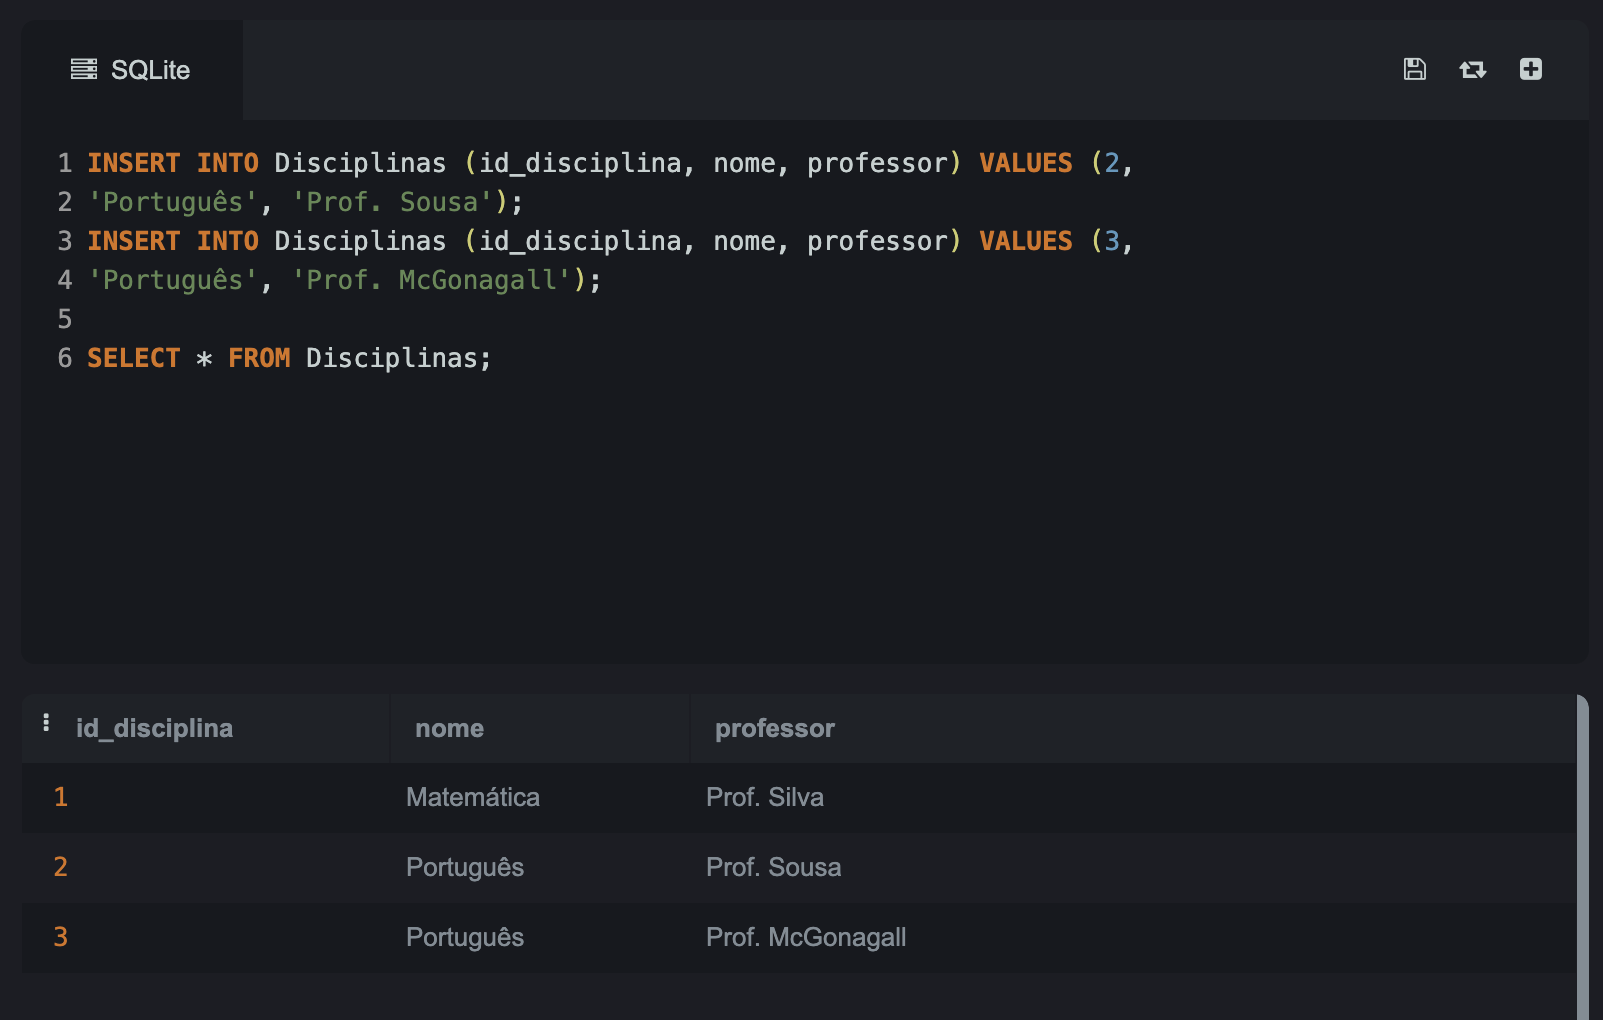 SQLite
1 INSERT INTO Disciplinas (id_disciplina, nome, professor) VALUES (2,
2 'Português', 'Prof. Sousa');
3 INSERT INTO Disciplinas (id_disciplina, nome, professor) VALUES (3,
4 'Português', 'Prof. McGonagall');
5
6 SELECT * FROM Disciplinas;
id_disciplina nome professor
1 Matemática Prof. Silva
2 Português Prof. Sousa
3 Português Prof. McGonagall